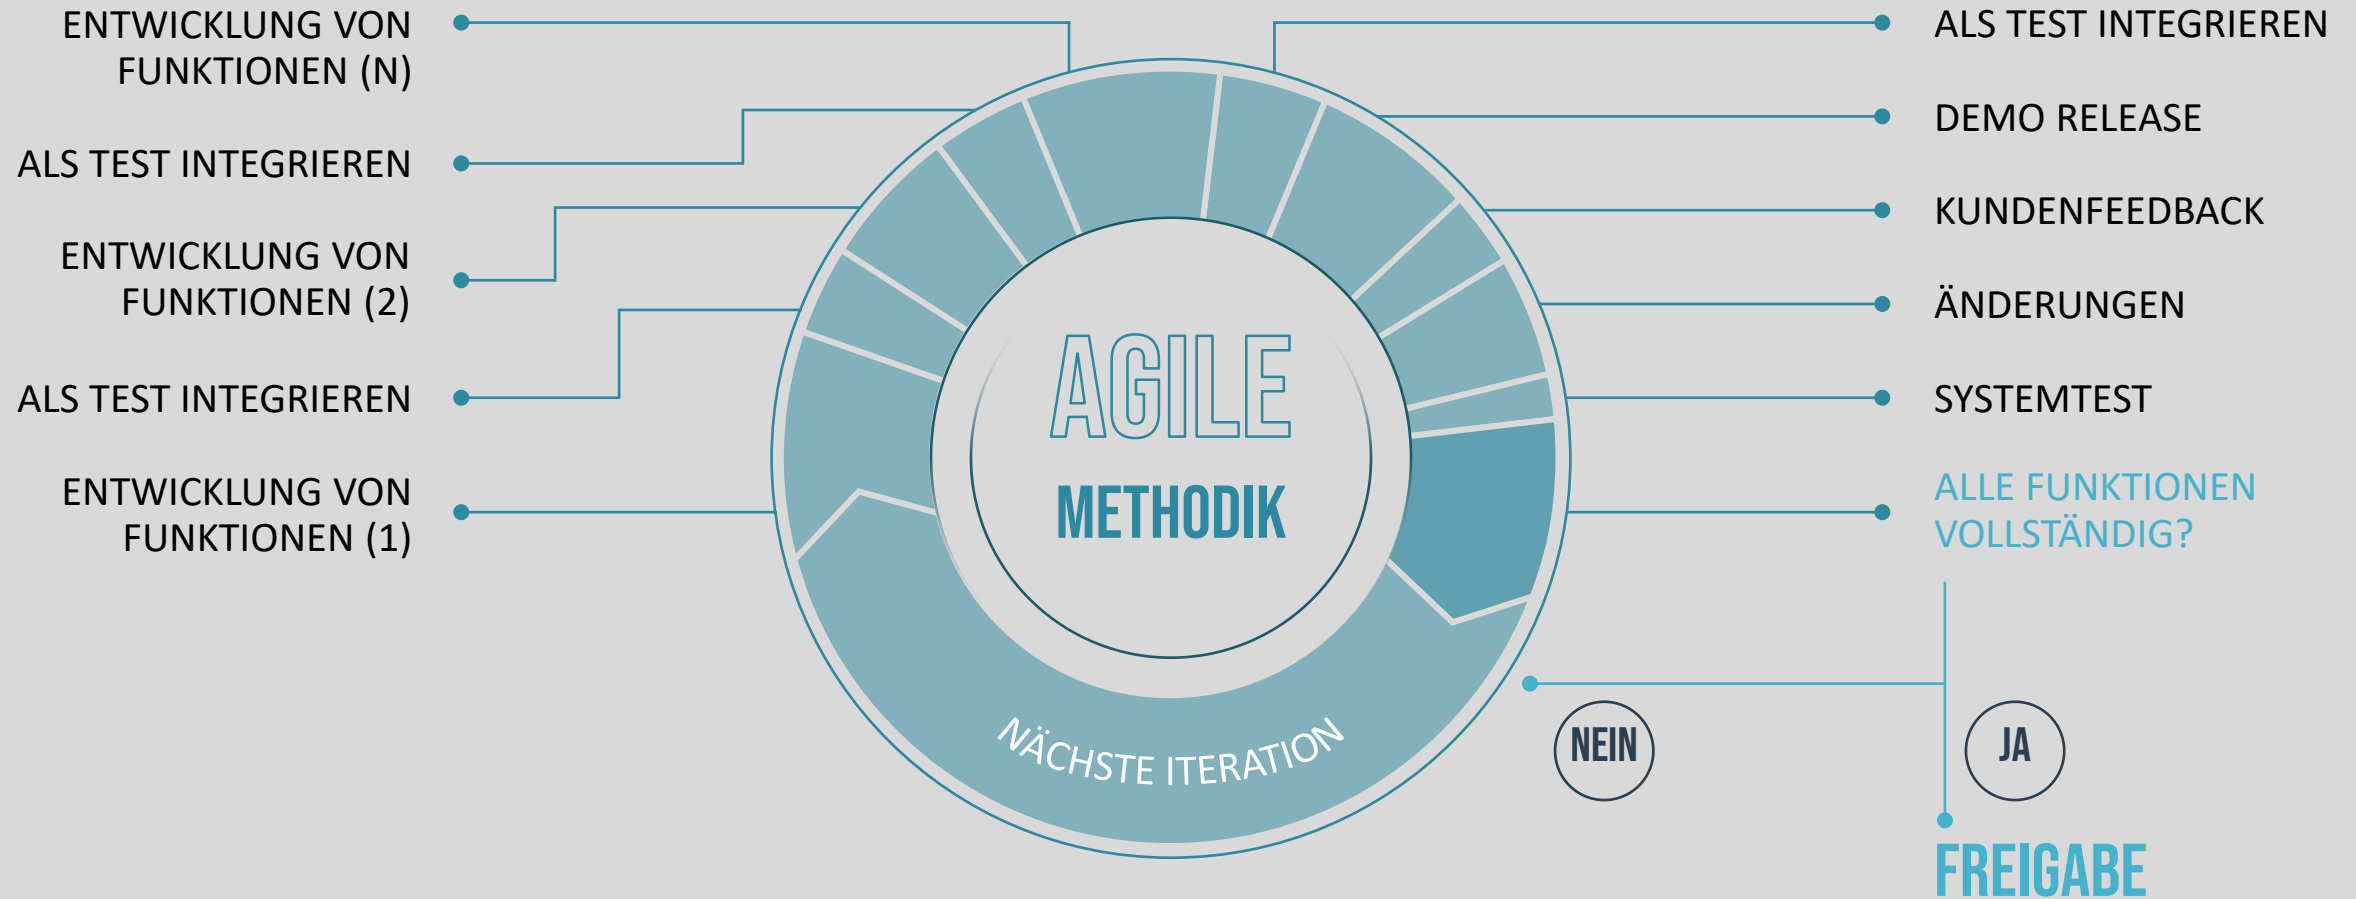 ENTWICKLUNG VON
FUNKTIONEN (N)
ALS TEST INTEGRIEREN
ENTWICKLUNG VON
FUNKTIONEN (2)
ALS TEST INTEGRIEREN
ENTWICKLUNG VON
FUNKTIONEN (1)
AGILE
METHODIK
NÄCHSTE ITERATION
ALS TEST INTEGRIEREN
DEMO RELEASE
KUNDENFEEDBACK
ÄNDERUNGEN
SYSTEMTEST
ALLE FUNKTIONEN
VOLLSTÄNDIG?
NEIN
JA
FREIGABE